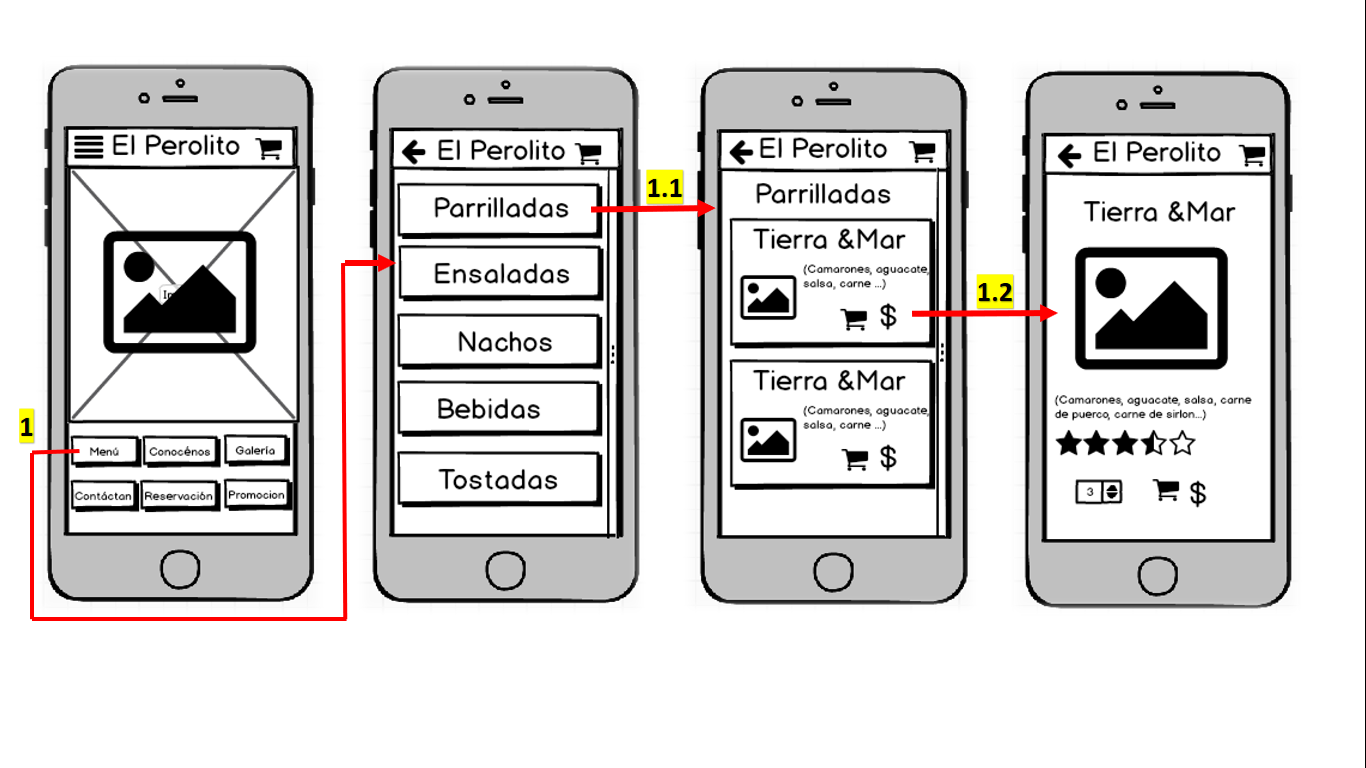 El Perolito
Menú
Conocénos
Galería
Contáctan
Reservación
Promocion
1
El Perolito
Parrilladas
Ensaladas
Nachos
Bebidas
Tostadas
1.1
El Perolito
Parrilladas
Tierra &Mar
(Camarones, aguacate,
salsa, carne ...)
$
Tierra &Mar
(Camarones, aguacate,
salsa, carne ...)
$
1.2
El Perolito
Tierra &Mar
(Camarones, aguacate, salsa, carne
de puerco, carne de sirlon...)
3
$